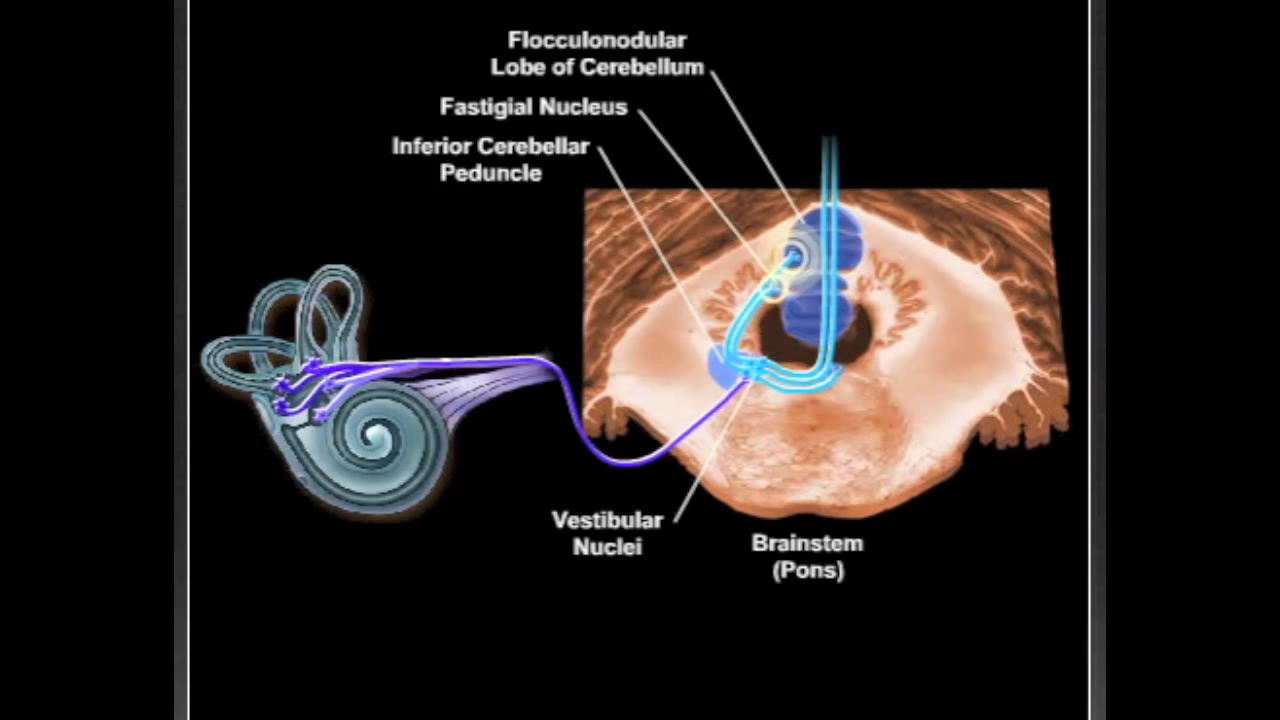 Flocculonodular
Lobe of Cerebellum
Fastigial Nucleus
Inferior Cerebellar
Peduncle
Vestibular
Nuclei
Brainstem
(Pons)